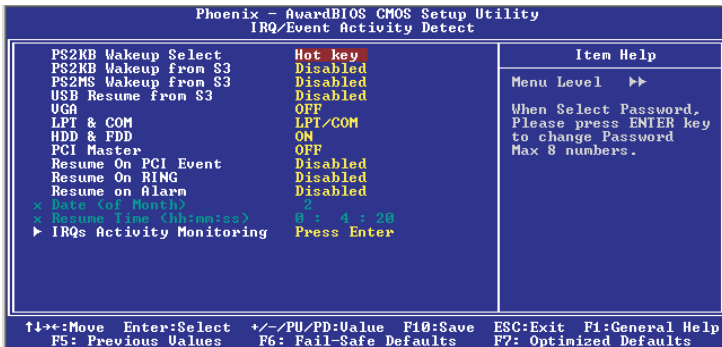 Phoenix - AwardBIOS CMOS Setup Utility
IRQ/Event Activity Detect
PS2KB Wakeup Select Hot key
PS2KB Wakeup from S3 Disabled
PS2MS Wakeup from S3 Disabled
USB Resume from S3 Disabled
VGA OFF
LPT & COM LPT/COM
HDD & FDD ON
PCI Master OFF
Resume On PCI Event Disabled
Resume On RING Disabled
Resume on Alarm Disabled
x Date (of Month) 2
x Resume Time (hh:mm:ss) 0 : 4 : 20
▶ IRQs Activity Monitoring Press Enter
Item Help
Menu Level ▶▶
When Select Password,
Please press ENTER key
to change Password
Max 8 numbers.
↑↓→←:Move Enter:Select +/-/PU/PD:Value F10:Save ESC:Exit F1:General Help
F5: Previous Values F6: Fail-Safe Defaults F7: Optimized Defaults